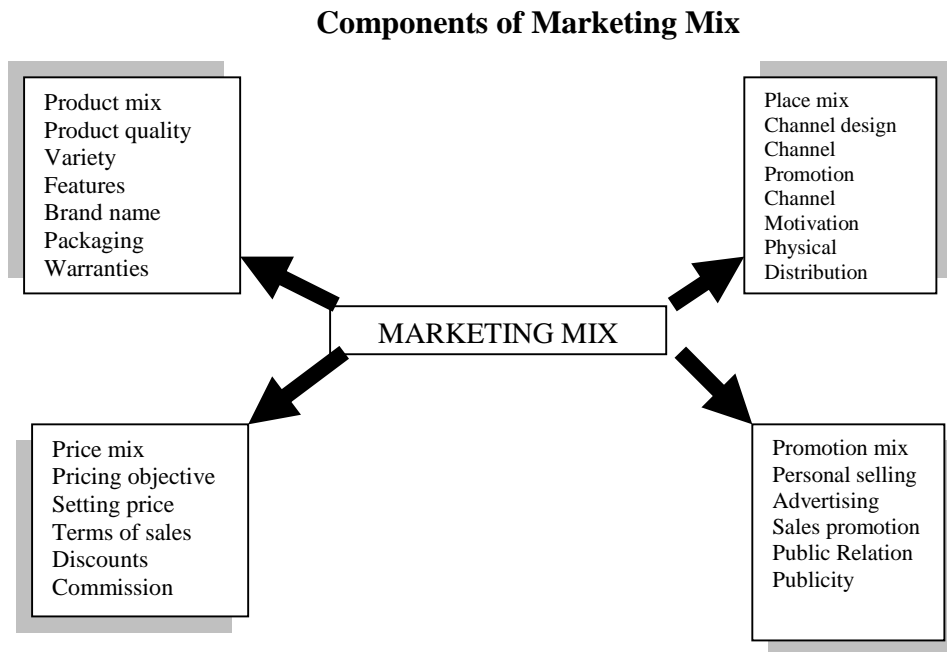 Components of Marketing Mix
Product mix
Product quality
Variety
Features
Brand name
Packaging
Warranties
Place mix
Channel design
Channel
Promotion
Channel
Motivation
Physical
Distribution
MARKETING MIX
Price mix
Pricing objective
Setting price
Terms of sales
Discounts
Commission
Promotion mix
Personal selling
Advertising
Sales promotion
Public Relation
Publicity